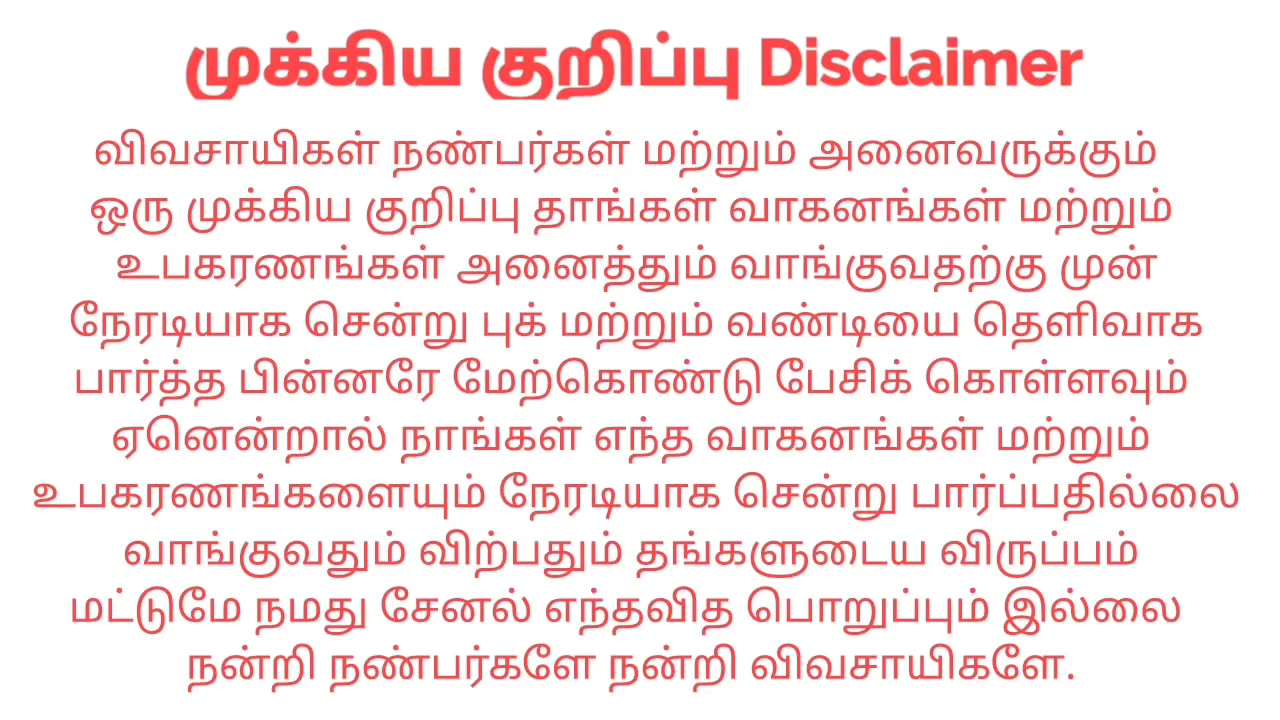 முக்கிய குறிப்பு Disclaimer
விவசாயிகள் நண்பர்கள் மற்றும் அனைவருக்கும்
ஒரு முக்கிய குறிப்பு தாங்கள் வாகனங்கள் மற்றும்
உபகரணங்கள் அனைத்தும் வாங்குவதற்கு முன்
நேரடியாக சென்று புக் மற்றும் வண்டியை தெளிவாக
பார்த்த பின்னரே மேற்கொண்டு பேசிக் கொள்ளவும்
ஏனென்றால் நாங்கள் எந்த வாகனங்கள் மற்றும்
உபகரணங்களையும் நேரடியாக சென்று பார்ப்பதில்லை
வாங்குவதும் விற்பதும் தங்களுடைய விருப்பம்
மட்டுமே நமது சேனல் எந்தவித பொறுப்பும் இல்லை
நன்றி நண்பர்களே நன்றி விவசாயிகளே.